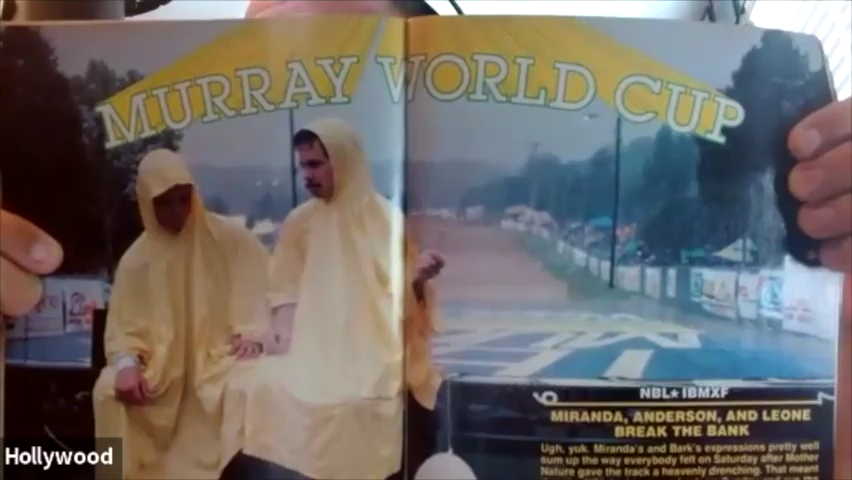 MURRAY WORLD CUP
NBL★IBMXF
MIRANDA, ANDERSON, AND LEONE
BREAK THE BANK
Ugh, yuk. Miranda's and Bark's expressions pretty well
sum up the way everybody felt on Saturday after Mother
Nature gave the track a heavenly drenching. That meant
Hollywood